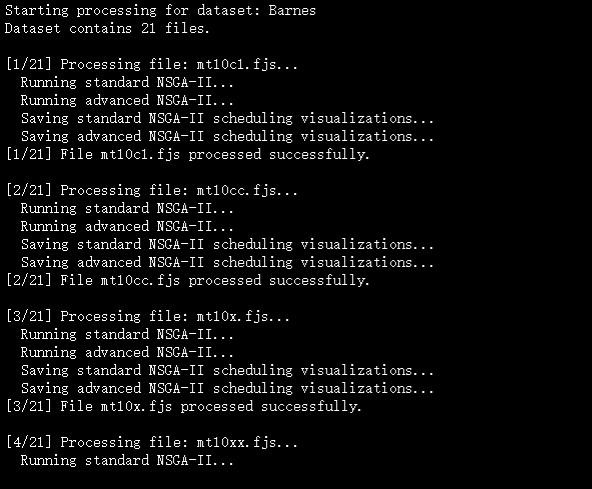 Starting processing for dataset: Barnes
Dataset contains 21 files.
[1/21] Processing file: mt10c1.fjs...
Running standard NSGA-II...
Running advanced NSGA-II...
Saving standard NSGA-II scheduling visualizations...
Saving advanced NSGA-II scheduling visualizations...
[1/21] File mt10c1.fjs processed successfully.
[2/21] Processing file: mt10cc.fjs...
Running standard NSGA-II...
Running advanced NSGA-II...
Saving standard NSGA-II scheduling visualizations...
Saving advanced NSGA-II scheduling visualizations...
[2/21] File mt10cc.fjs processed successfully.
[3/21] Processing file: mt10x.fjs...
Running standard NSGA-II...
Running advanced NSGA-II...
Saving standard NSGA-II scheduling visualizations...
Saving advanced NSGA-II scheduling visualizations...
[3/21] File mt10x.fjs processed successfully.
[4/21] Processing file: mt10xx.fjs...
Running standard NSGA-II...